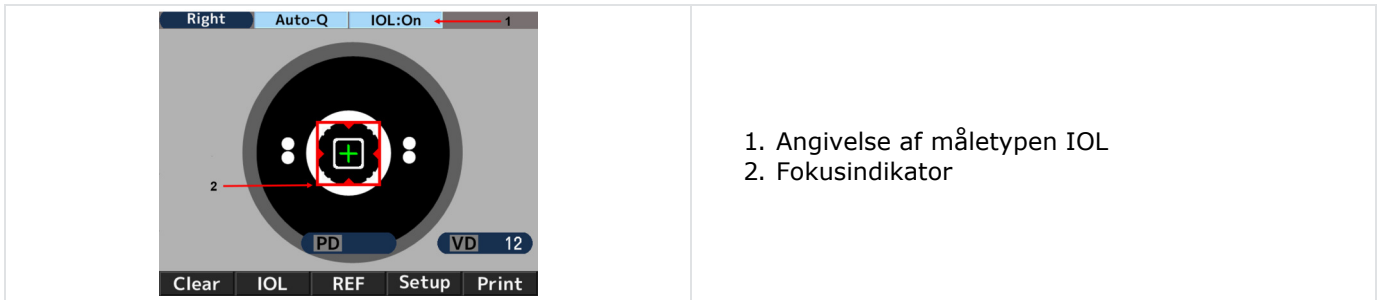 Right Auto-Q IOL:On 1
2
PD VD 12
Clear IOL REF Setup Print
1. Angivelse af måletypen IOL
2. Fokusindikator